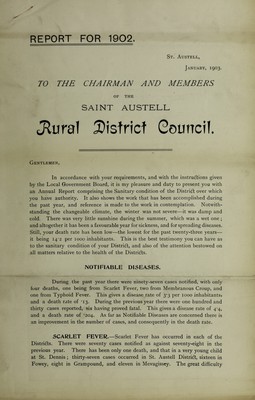 REPORT FOR 1902.
St. Austell,
January, 1903.
TO THE CHAIRMAN AND MEMBERS
OF THE
SAINT AUSTELL
Rural District Council.
Gentlemen,
In accordance with your requirements, and with the instructions given
by the Local Government Board, it is my pleasure and duty to present you with
an Annual Report comprising the Sanitary condition of the District over which
you have authority. It also shows the work that has been accomplished during
the past year, and reference is made to the work in contemplation. Notwith-
standing the changeable climate, the winter was not severe—it was damp and
cold. There was very little sunshine during the summer, which was a wet one;
and altogether it has been a favourable year for sickness, and for spreading diseases.
Still, your death rate has been low—the lowest for the past twenty-three years—
it being 14·2 per 1000 inhabitants. This is the best testimony you can have as
to the sanitary condition of your District, and also of the attention bestowed on
all matters relative to the health of the Districts.
NOTIFIABLE DISEASES.
During the past year there were ninety-seven cases notified, with only
four deaths, one being from Scarlet Fever, two from Membranous Croup, and
one from Typhoid Fever. This gives a disease rate of 3·3 per 1000 inhabitants
and a death rate of ·13. During the previous year there were one hundred and
thirty cases reported, six having proved fatal. This gives a disease rate of 4·4,
and a death rate of ·204. As far as Notifiable Diseases are concerned there is
an improvement in the number of cases, and consequently in the death rate.
SCARLET FEVER.—Scarlet Fever has occurred in each of the
Districts. There were seventy cases notified as against seventy-eight in the
previous year. There has been only one death, and that in a very young child
at St. Dennis; thirty-seven cases occurred in St. Austell District, sixteen in
Fowey, eight in Grampound, and eleven in Mevagissey. The great difficulty